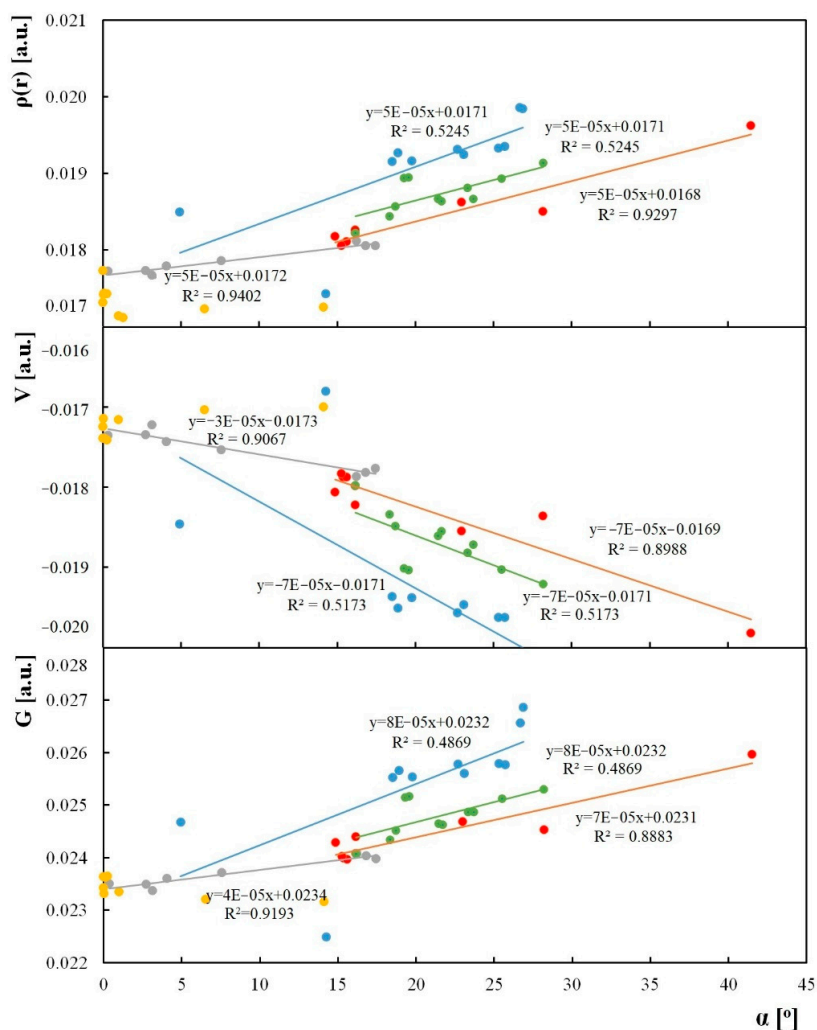 ρ(r) [a.u.]
0.021
0.020
0.019
0.018
0.017
y=5E−05x+0.0171
R² = 0.5245
y=5E−05x+0.0171
R² = 0.5245
y=5E−05x+0.0168
R² = 0.9297
y=5E−05x+0.0172
R² = 0.9402
V [a.u.]
−0.016
−0.017
−0.018
−0.019
−0.020
y=−3E−05x−0.0173
R² = 0.9067
y=−7E−05x−0.0169
R² = 0.8988
y=−7E−05x−0.0171
R² = 0.5173
y=−7E−05x−0.0171
R² = 0.5173
G [a.u.]
0.028
0.027
0.026
0.025
0.024
0.023
0.022
y=8E−05x+0.0232
R² = 0.4869
y=8E−05x+0.0232
R² = 0.4869
y=7E−05x+0.0231
R² = 0.8883
y=4E−05x+0.0234
R²=0.9193
0 5 10 15 20 25 30 35 40 45
α [º]